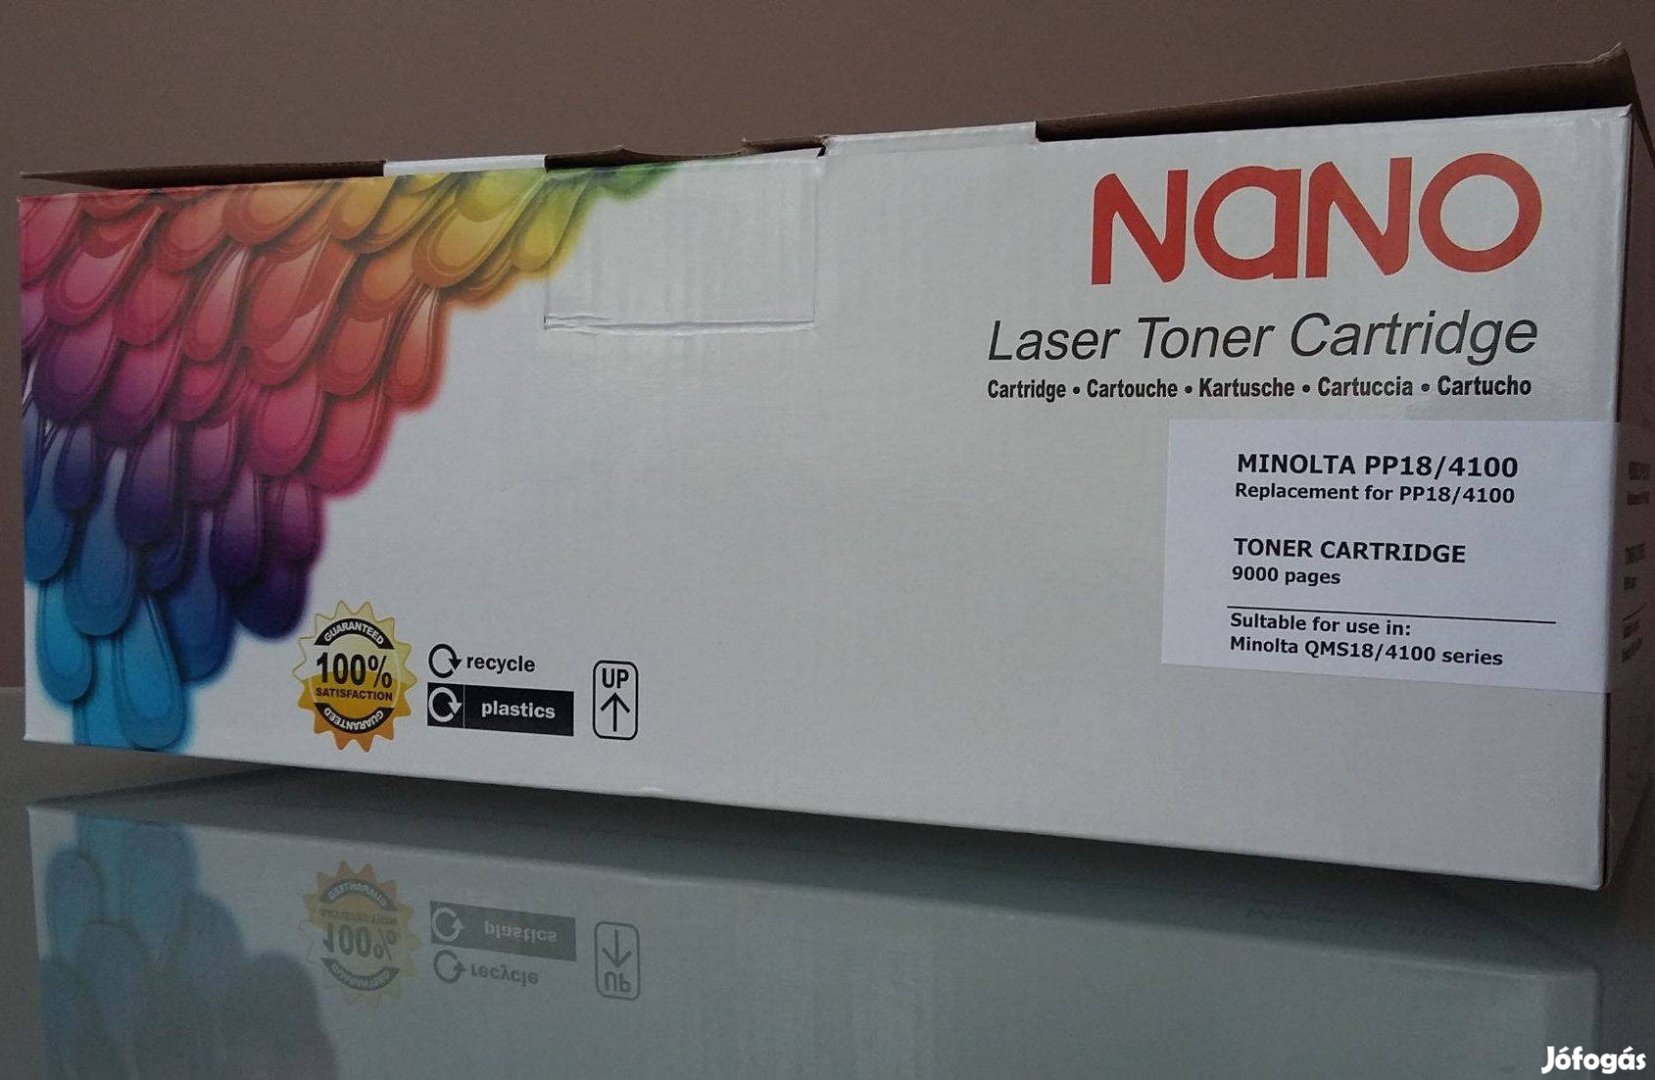 NANO
Laser Toner Cartridge
Cartridge • Cartouche • Kartusche • Cartuccia • Cartucho
MINOLTA PP18/4100
Replacement for PP18/4100
TONER CARTRIDGE
9000 pages
Sultable for use in:
Minolta QMS18/4100 series
GUARANTEED
100%
SATISFACTION
GUARANTEED
recycle
plastics
UP
Jófogás